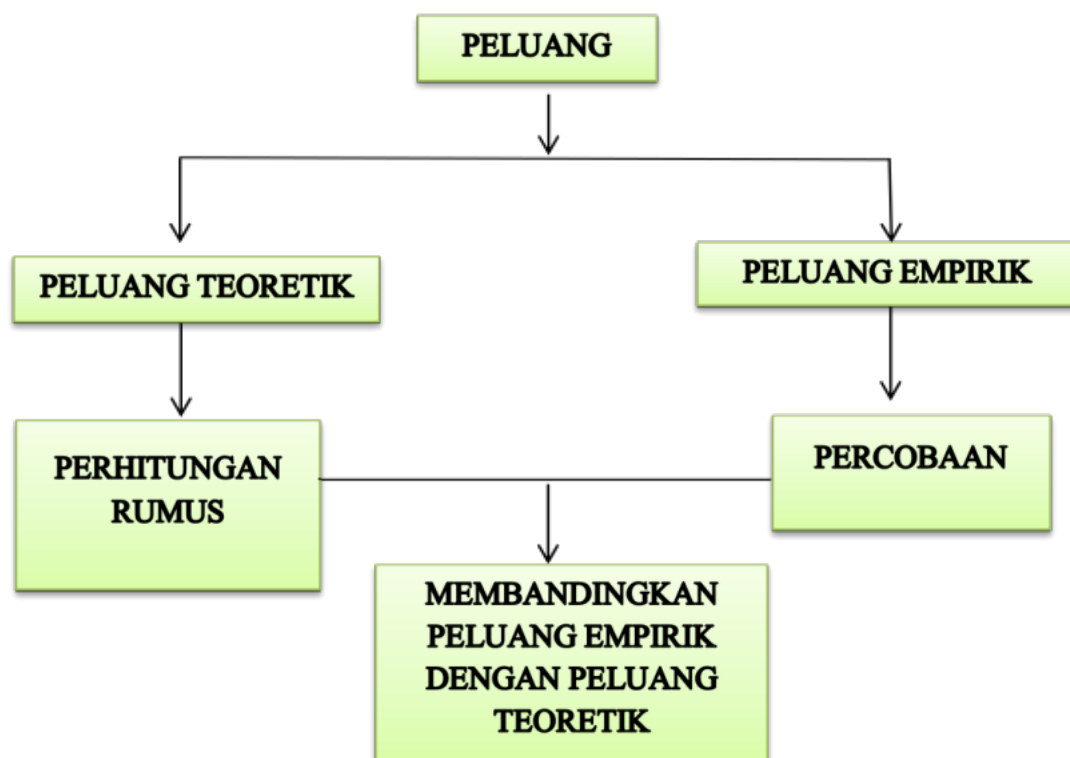 PELUANG
PELUANG TEORETIK
PELUANG EMPIRIK
PERHITUNGAN
RUMUS
PERCOBAAN
MEMBANDINGKAN
PELUANG EMPIRIK
DENGAN PELUANG
TEORETIK